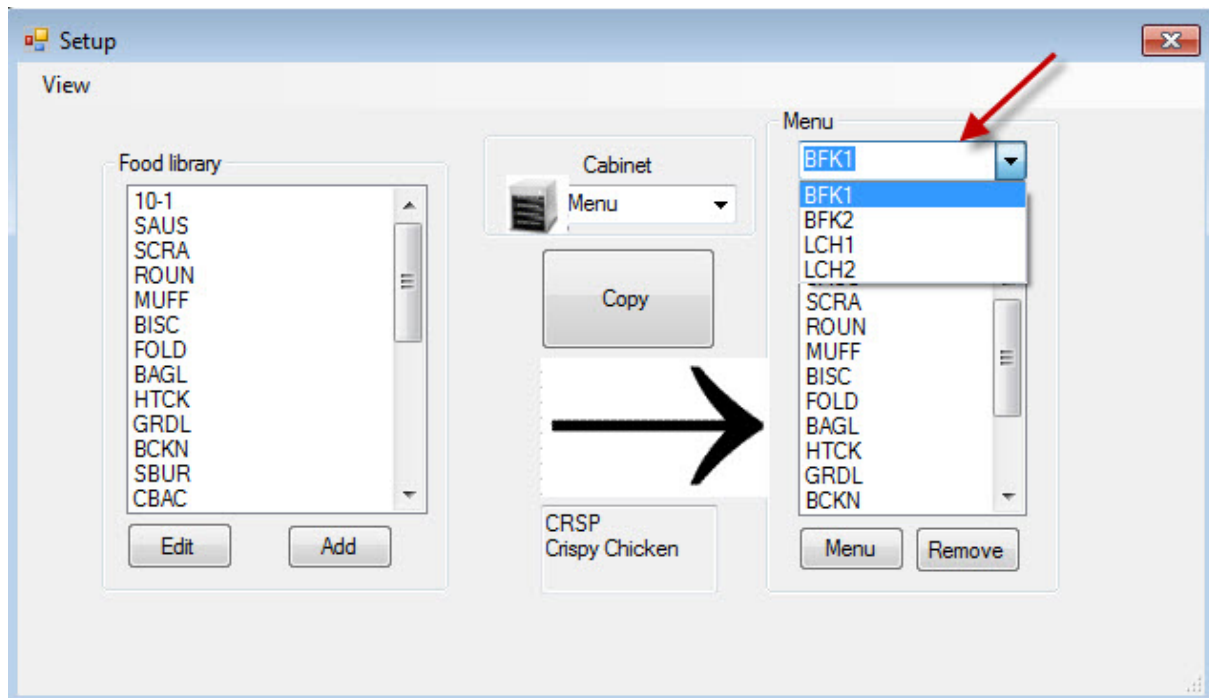 Setup
View
Food library
10-1
SAUS
SCRA
ROUN
MUFF
BISC
FOLD
BAGL
HTCK
GRDL
BCKN
SBUR
CBAC
Edit
Add
Cabinet
Menu
Copy
CRSP
Crispy Chicken
Menu
BFK1
BFK1
BFK2
LCH1
LCH2
SCRA
ROUN
MUFF
BISC
FOLD
BAGL
HTCK
GRDL
BCKN
Menu
Remove